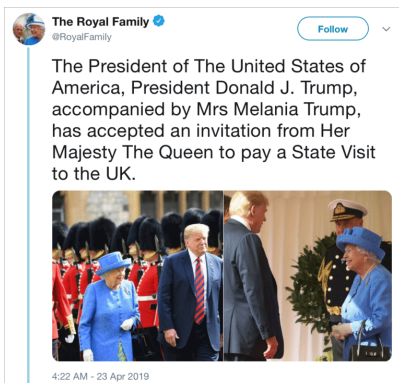 The Royal Family
@RoyalFamily
Follow
The President of The United States of
America, President Donald J. Trump,
accompanied by Mrs Melania Trump,
has accepted an invitation from Her
Majesty The Queen to pay a State Visit
to the UK.
4:22 AM - 23 Apr 2019